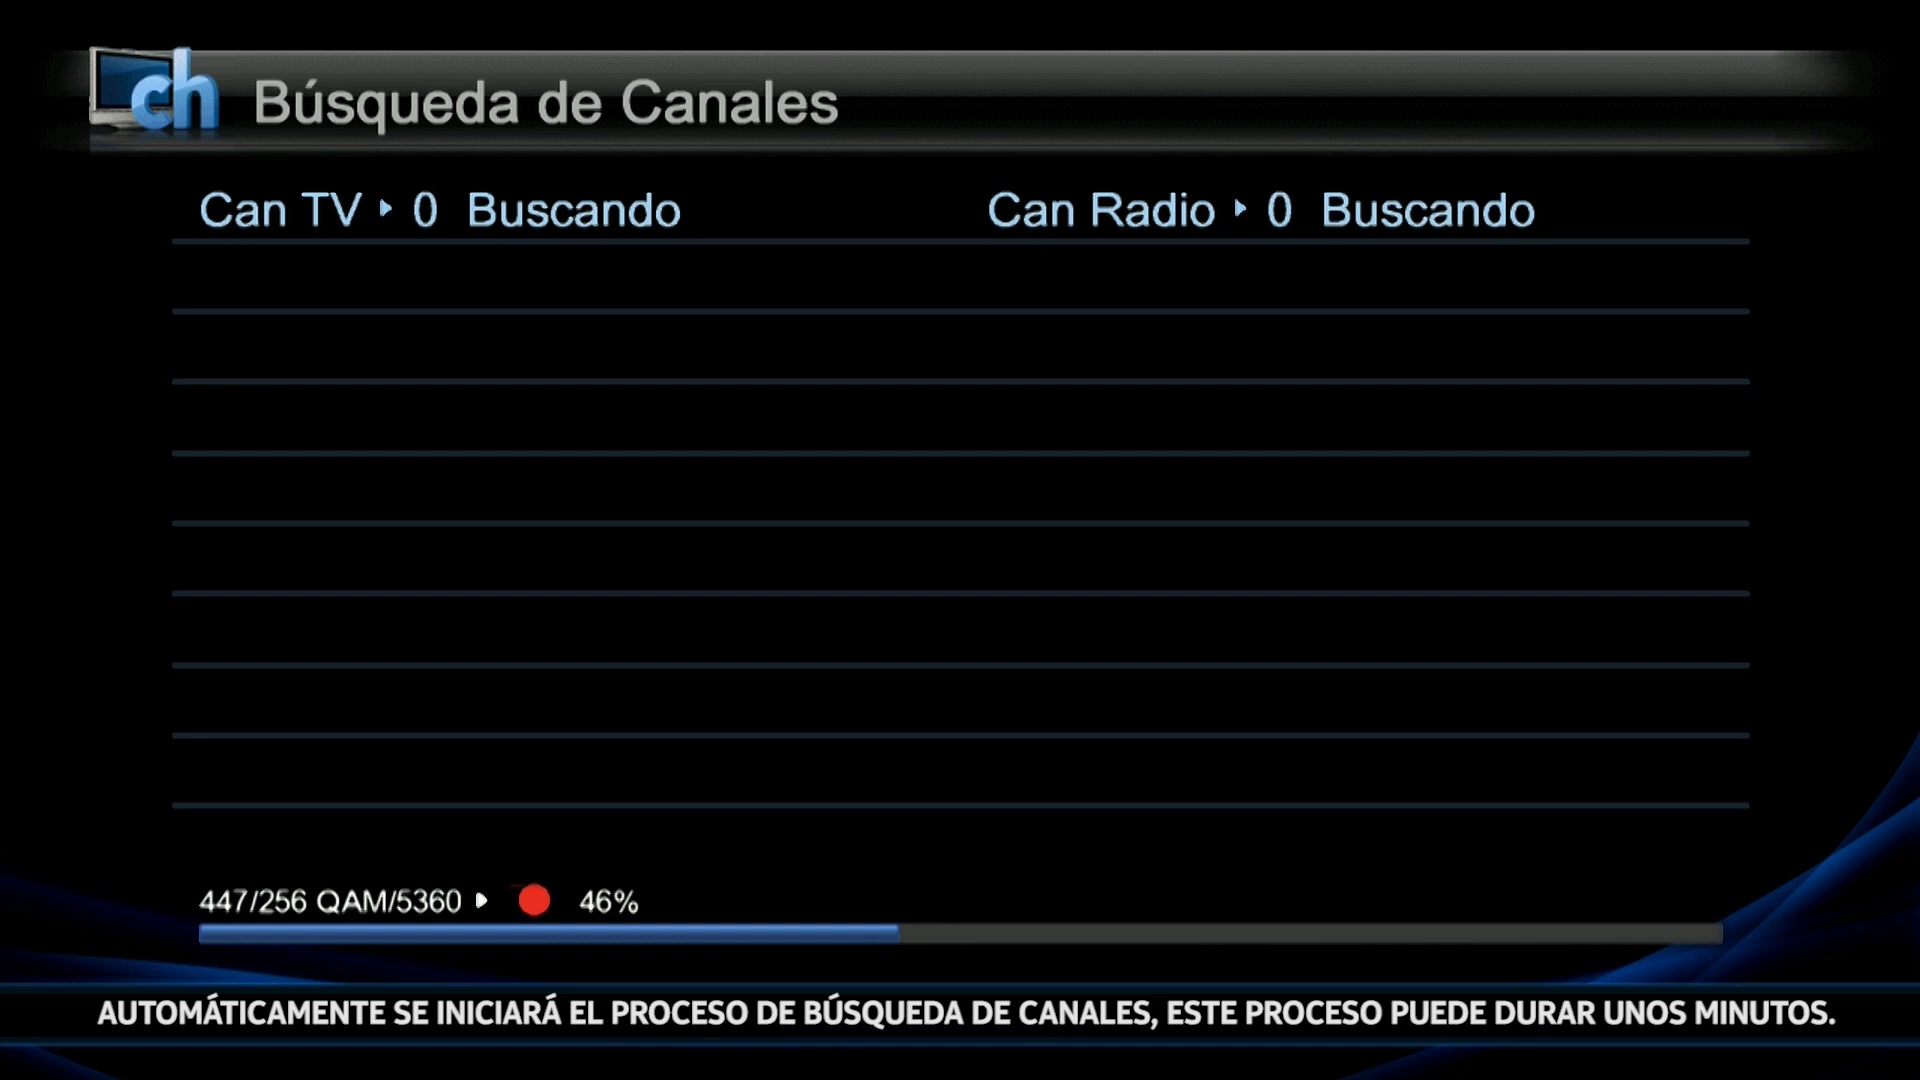 ch Búsqueda de Canales
Can TV ▸ 0 Buscando
Can Radio ▸ 0 Buscando
447/256 QAM/5360 ▸ 46%
AUTOMÁTICAMENTE SE INICIARÁ EL PROCESO DE BÚSQUEDA DE CANALES, ESTE PROCESO PUEDE DURAR UNOS MINUTOS.